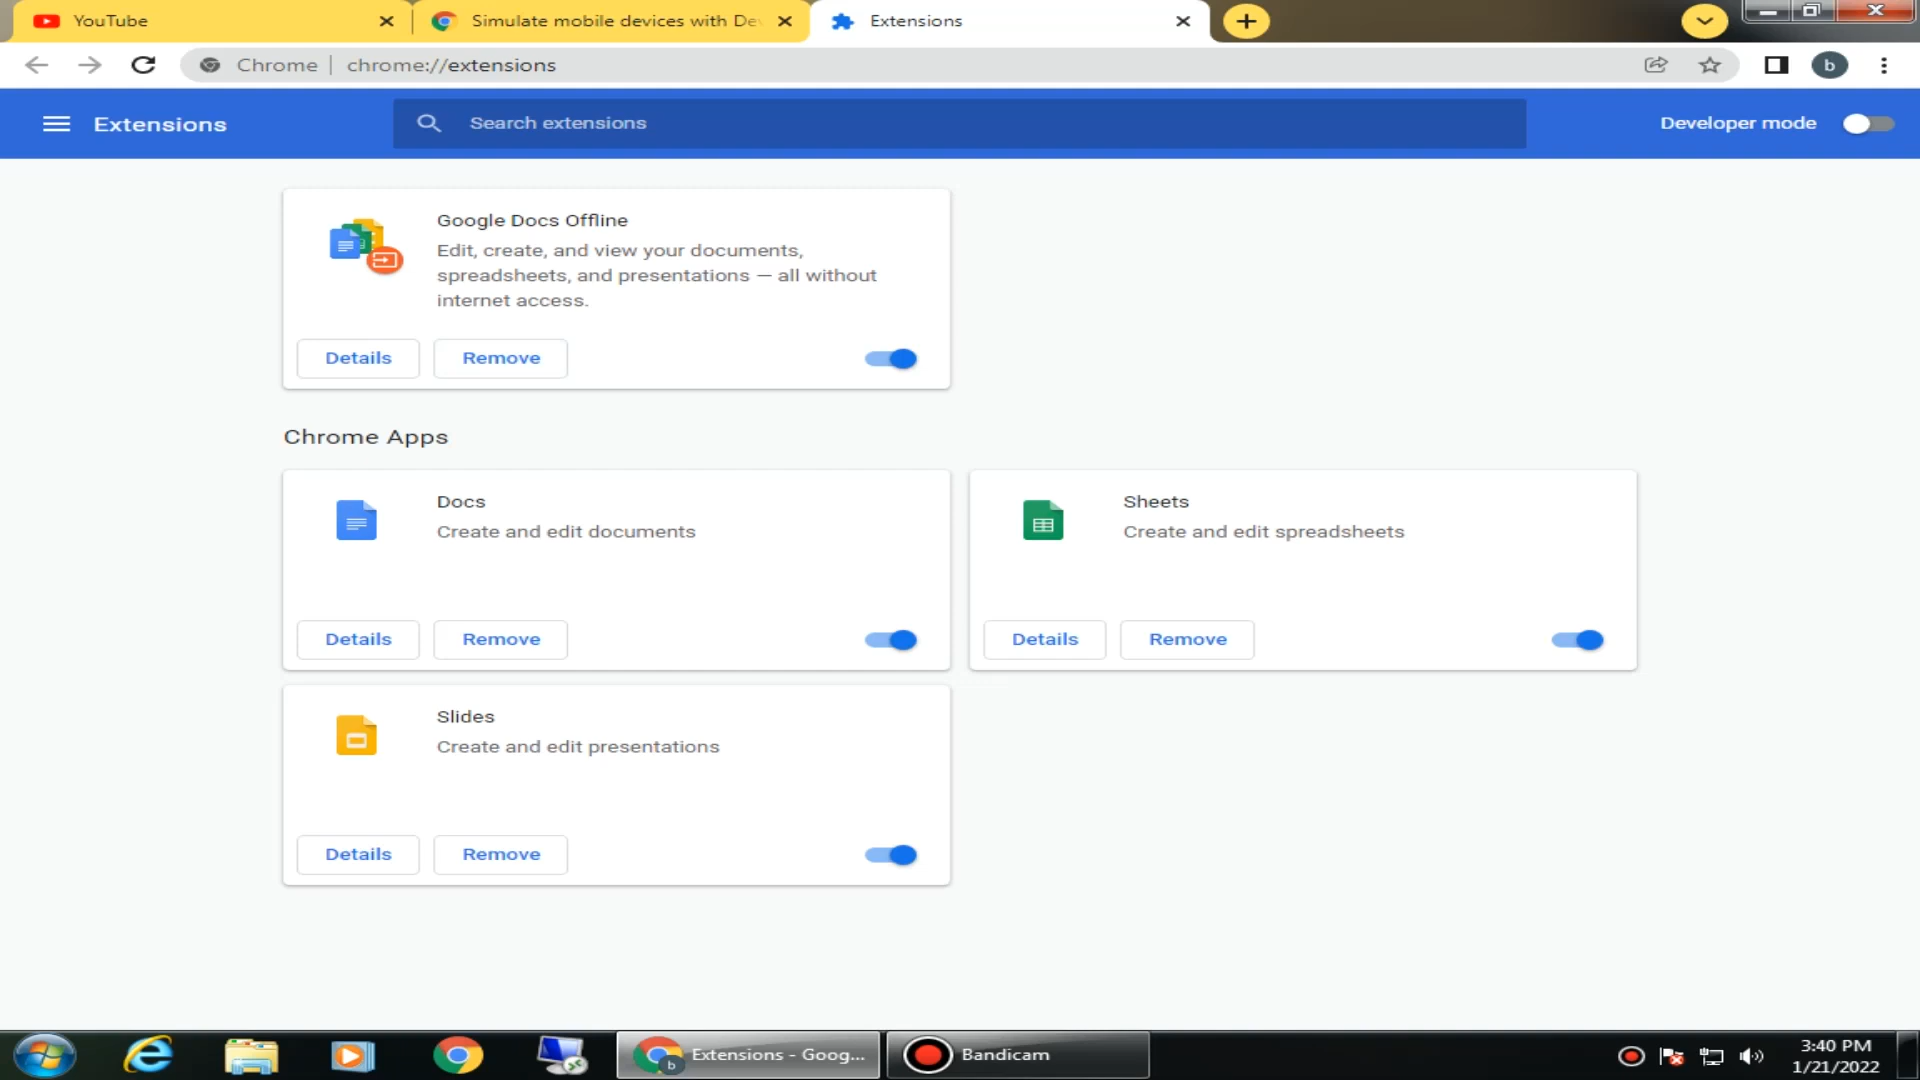 YouTube
Simulate mobile devices with De
Extensions
Chrome | chrome://extensions
b
Extensions
Search extensions
Developer mode
Google Docs Offline
Edit, create, and view your documents,
spreadsheets, and presentations — all without
internet access.
Details
Remove
Chrome Apps
Docs
Create and edit documents
Details
Remove
Sheets
Create and edit spreadsheets
Details
Remove
Slides
Create and edit presentations
Details
Remove
b
Extensions - Goog...
Bandicam
3:40 PM
1/21/2022